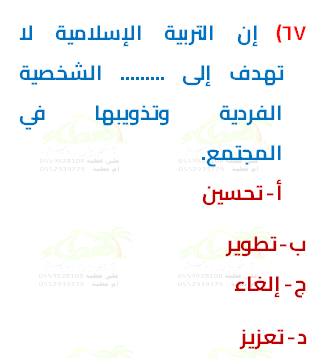 ٦٧) إن التربية الإسلامية لا
تهدف إلى ......... الشخصية
الفردية وتذويبها في
المجتمع.
أ- تحسين
ب- تطوير
ج- إلغاء
د- تعزيز